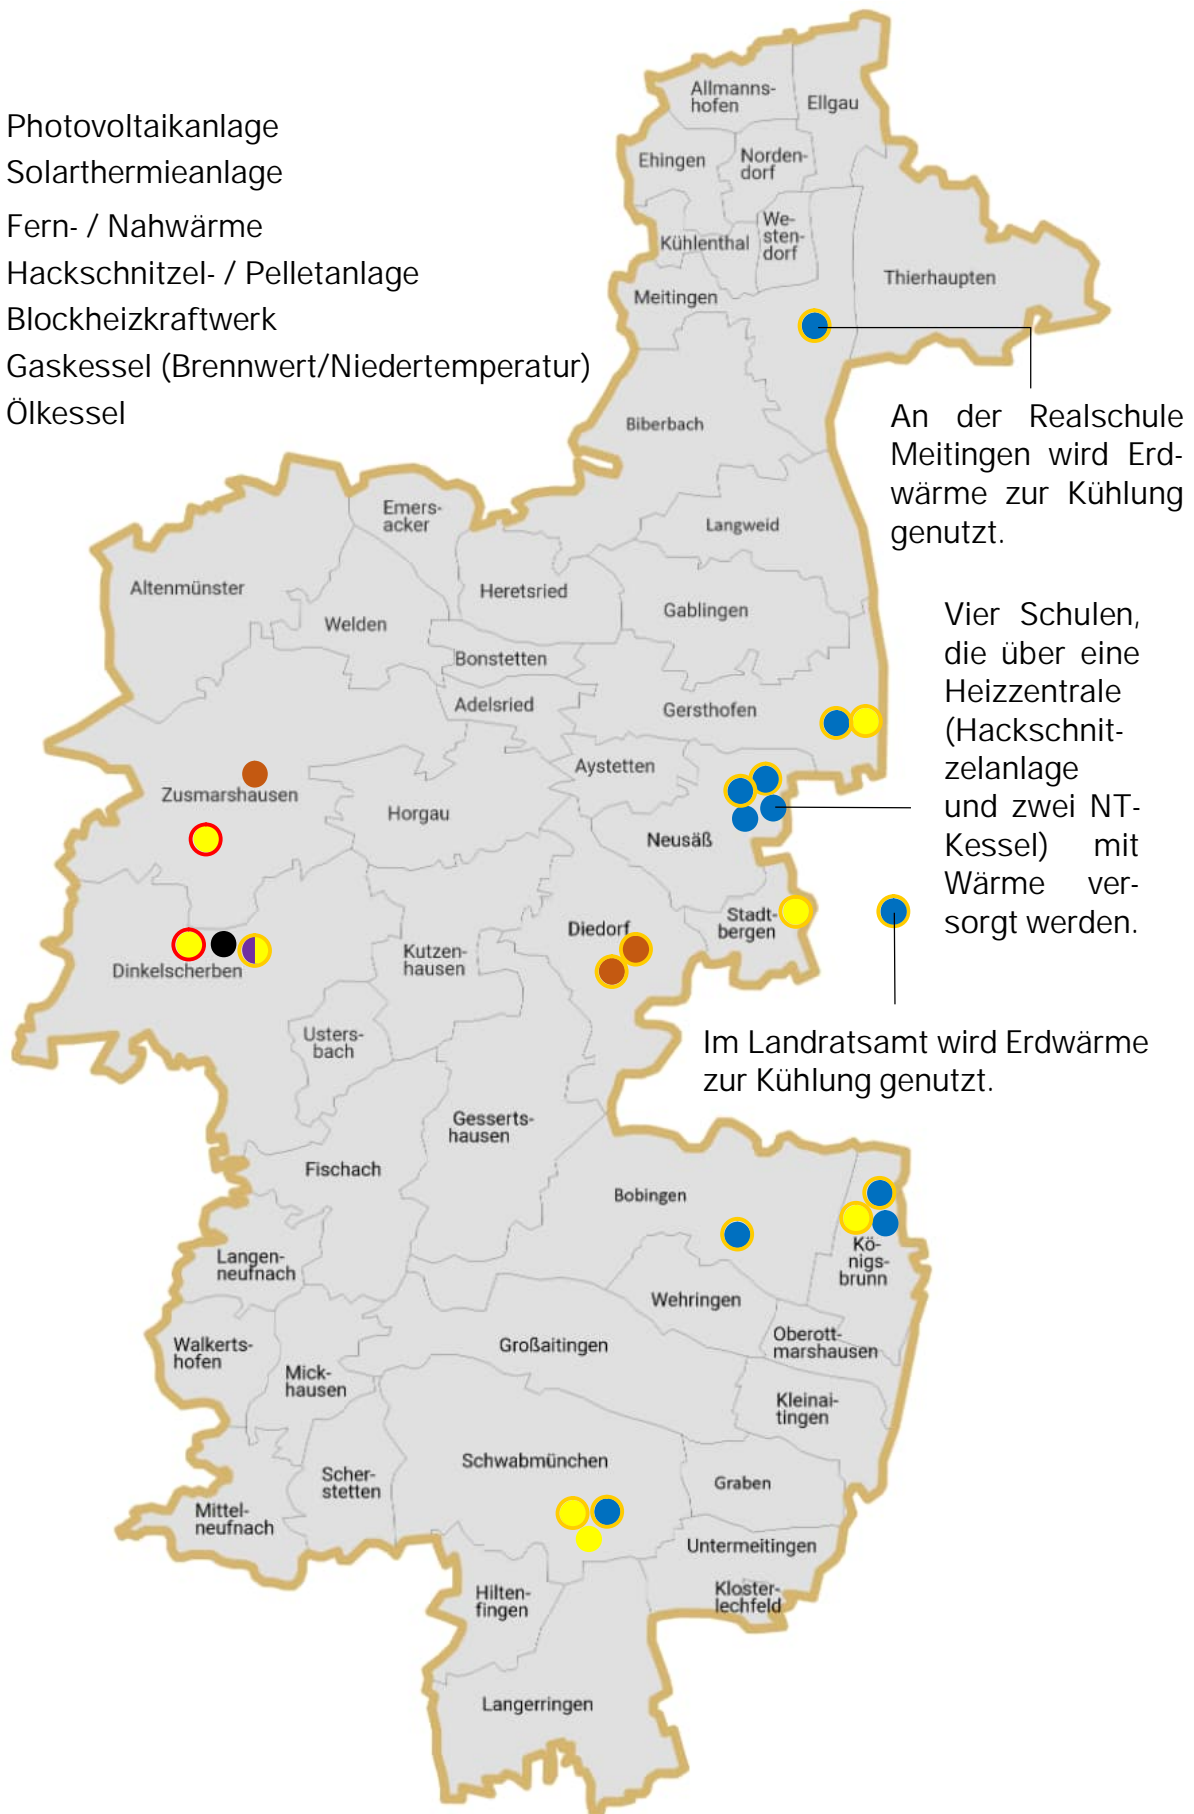 Photovoltaikanlage
Solarthermieanlage
Fern- / Nahwärme
Hackschnitzel- / Pelletanlage
Blockheizkraftwerk
Gaskessel (Brennwert/Niedertemperatur)
Ölkessel
Allmanns-
hofen
Ellgau
Ehingen
Norden-
dorf
Kühlenthal
We-
sten-
dorf
Thierhaupten
Meitingen
Biberbach
An der Realschule
Meitingen wird Erd-
wärme zur Kühlung
genutzt.
Emers-
acker
Langweid
Altenmünster
Heretsried
Gablingen
Welden
Bonstetten
Adelsried
Gersthofen
Vier Schulen,
die über eine
Heizzentrale
(Hackschnit-
zelanlage
und zwei NT-
Kessel) mit
Wärme ver-
sorgt werden.
Aystetten
Zusmarshausen
Horgau
Neusäß
Stadt-
bergen
Diedorf
Kutzen-
hausen
Dinkelscherben
Usters-
bach
Im Landratsamt wird Erdwärme
zur Kühlung genutzt.
Gesserts-
hausen
Fischach
Bobingen
Langen-
neufnach
Kö-
nigs-
brunn
Wehringen
Walkerts-
hofen
Großaitingen
Oberott-
marshausen
Mick-
hausen
Kleinai-
tingen
Schwabmünchen
Scher-
stetten
Graben
Mittel-
neufnach
Untermeitingen
Hilten-
fingen
Kloster-
lechfeld
Langerringen